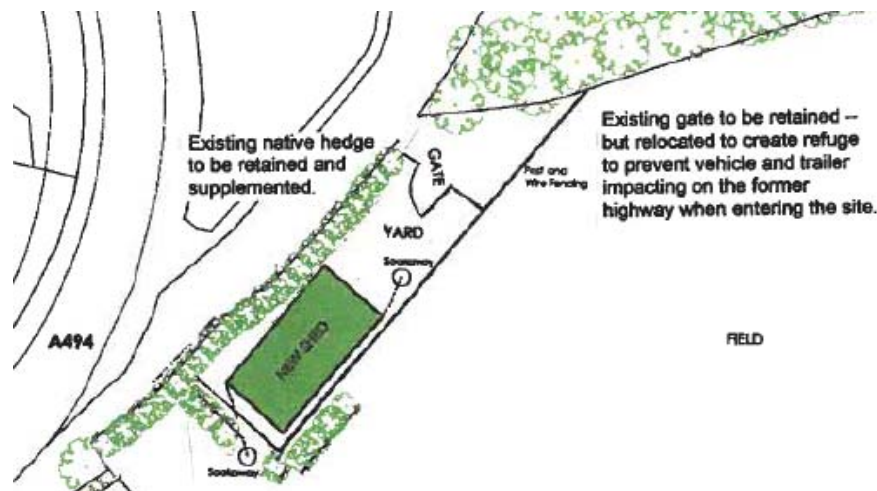 Existing native hedge
to be retained and
supplemented.
Existing gate to be retained –
but relocated to create refuge
to prevent vehicle and trailer
impacting on the former
highway when entering the site.
GATE
Post and
Wire Fencing
YARD
Soakaway
NEW SHED
A494
FIELD
Soakaway